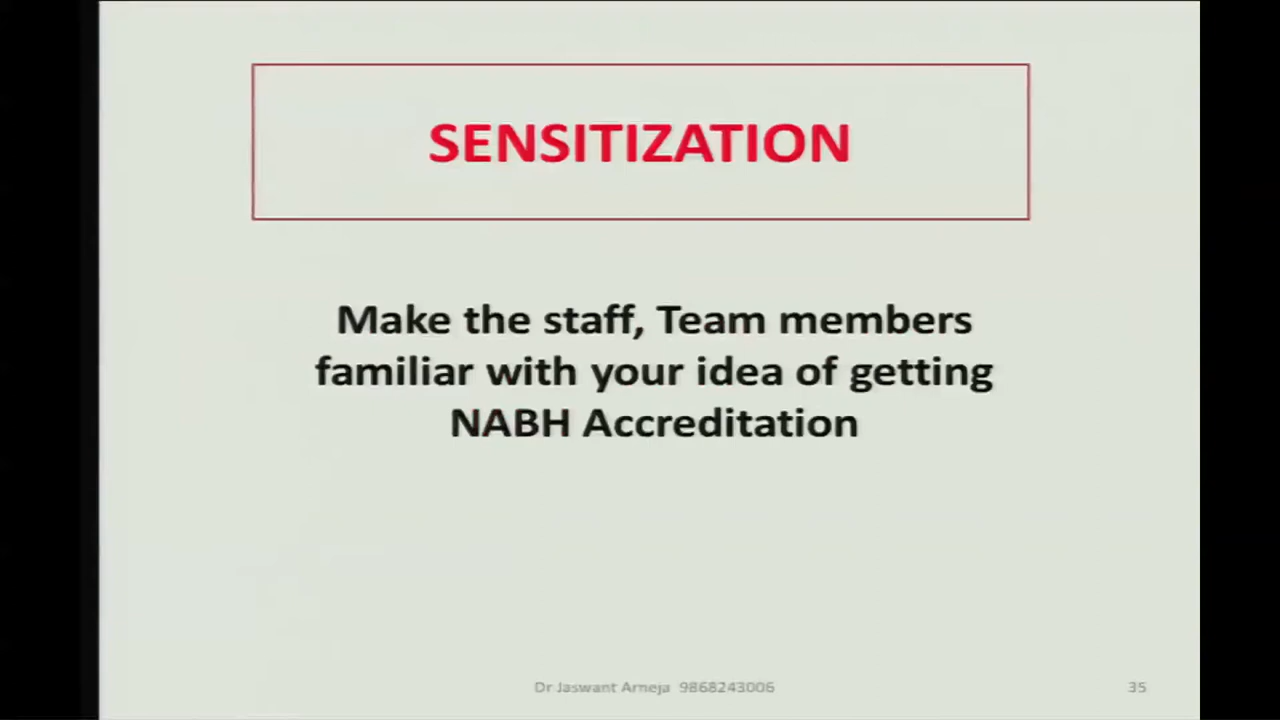 SENSITIZATION
Make the staff, Team members
familiar with your idea of getting
NABH Accreditation
Dr Jaswant Arneja 9868243006
35